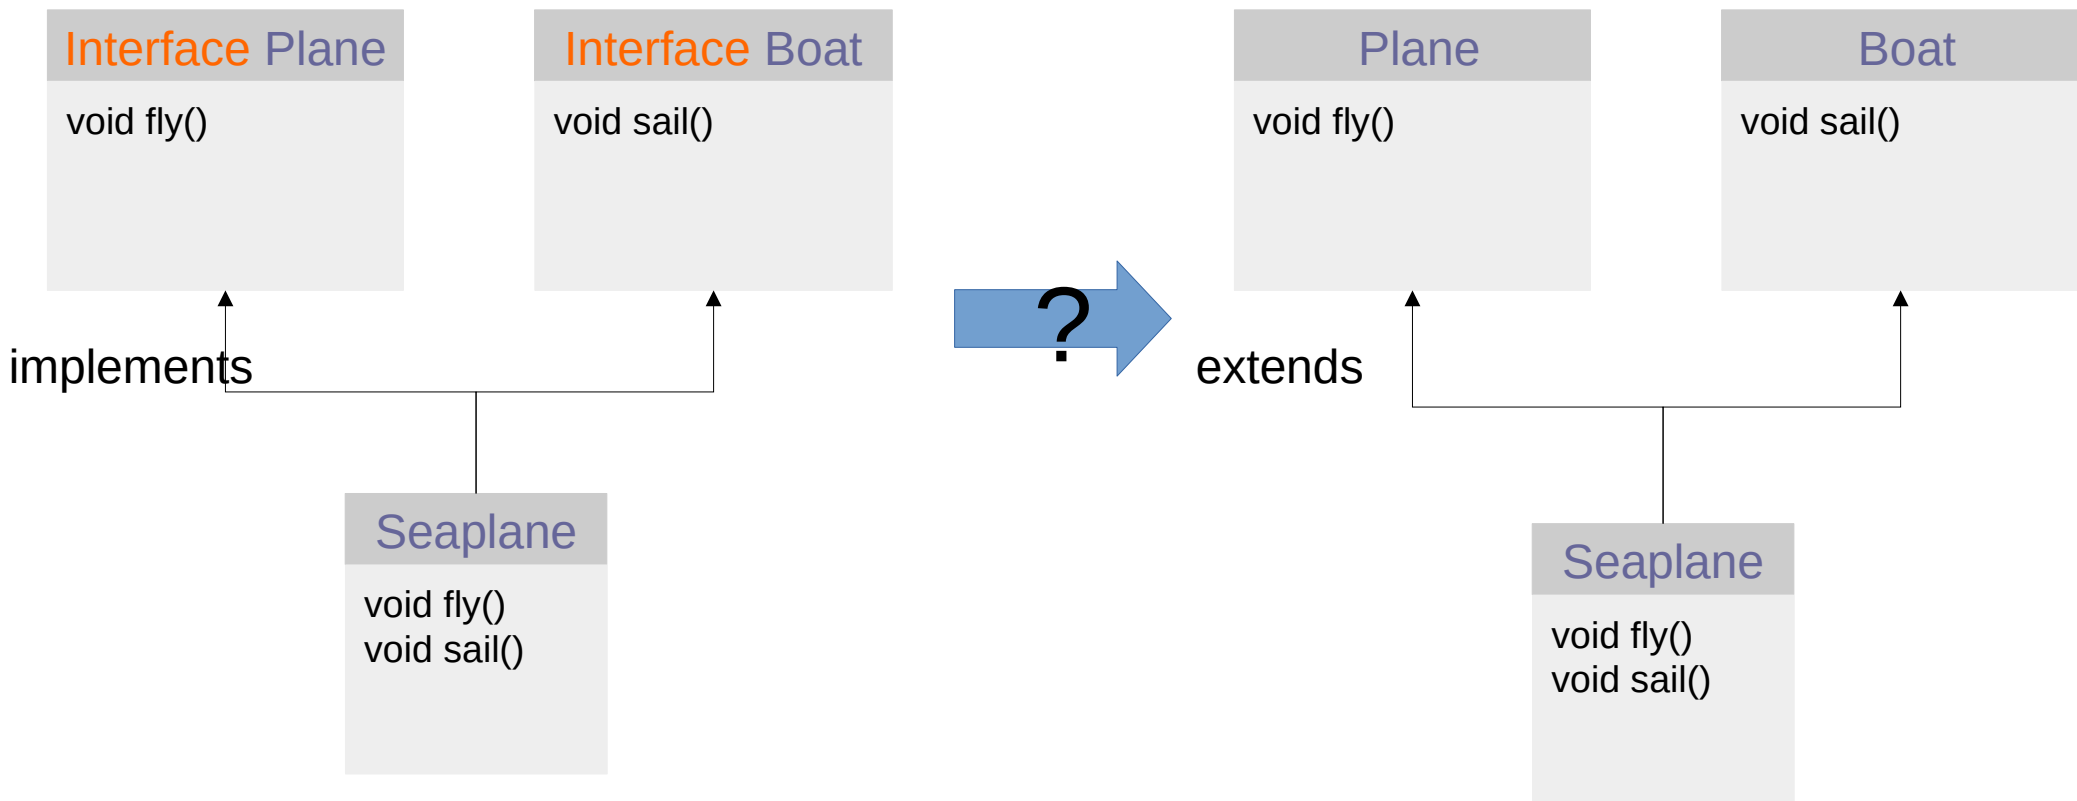 Interface Plane
void fly()
Interface Boat
void sail()
implements
Seaplane
void fly()
void sail()
?
Plane
void fly()
Boat
void sail()
extends
Seaplane
void fly()
void sail()